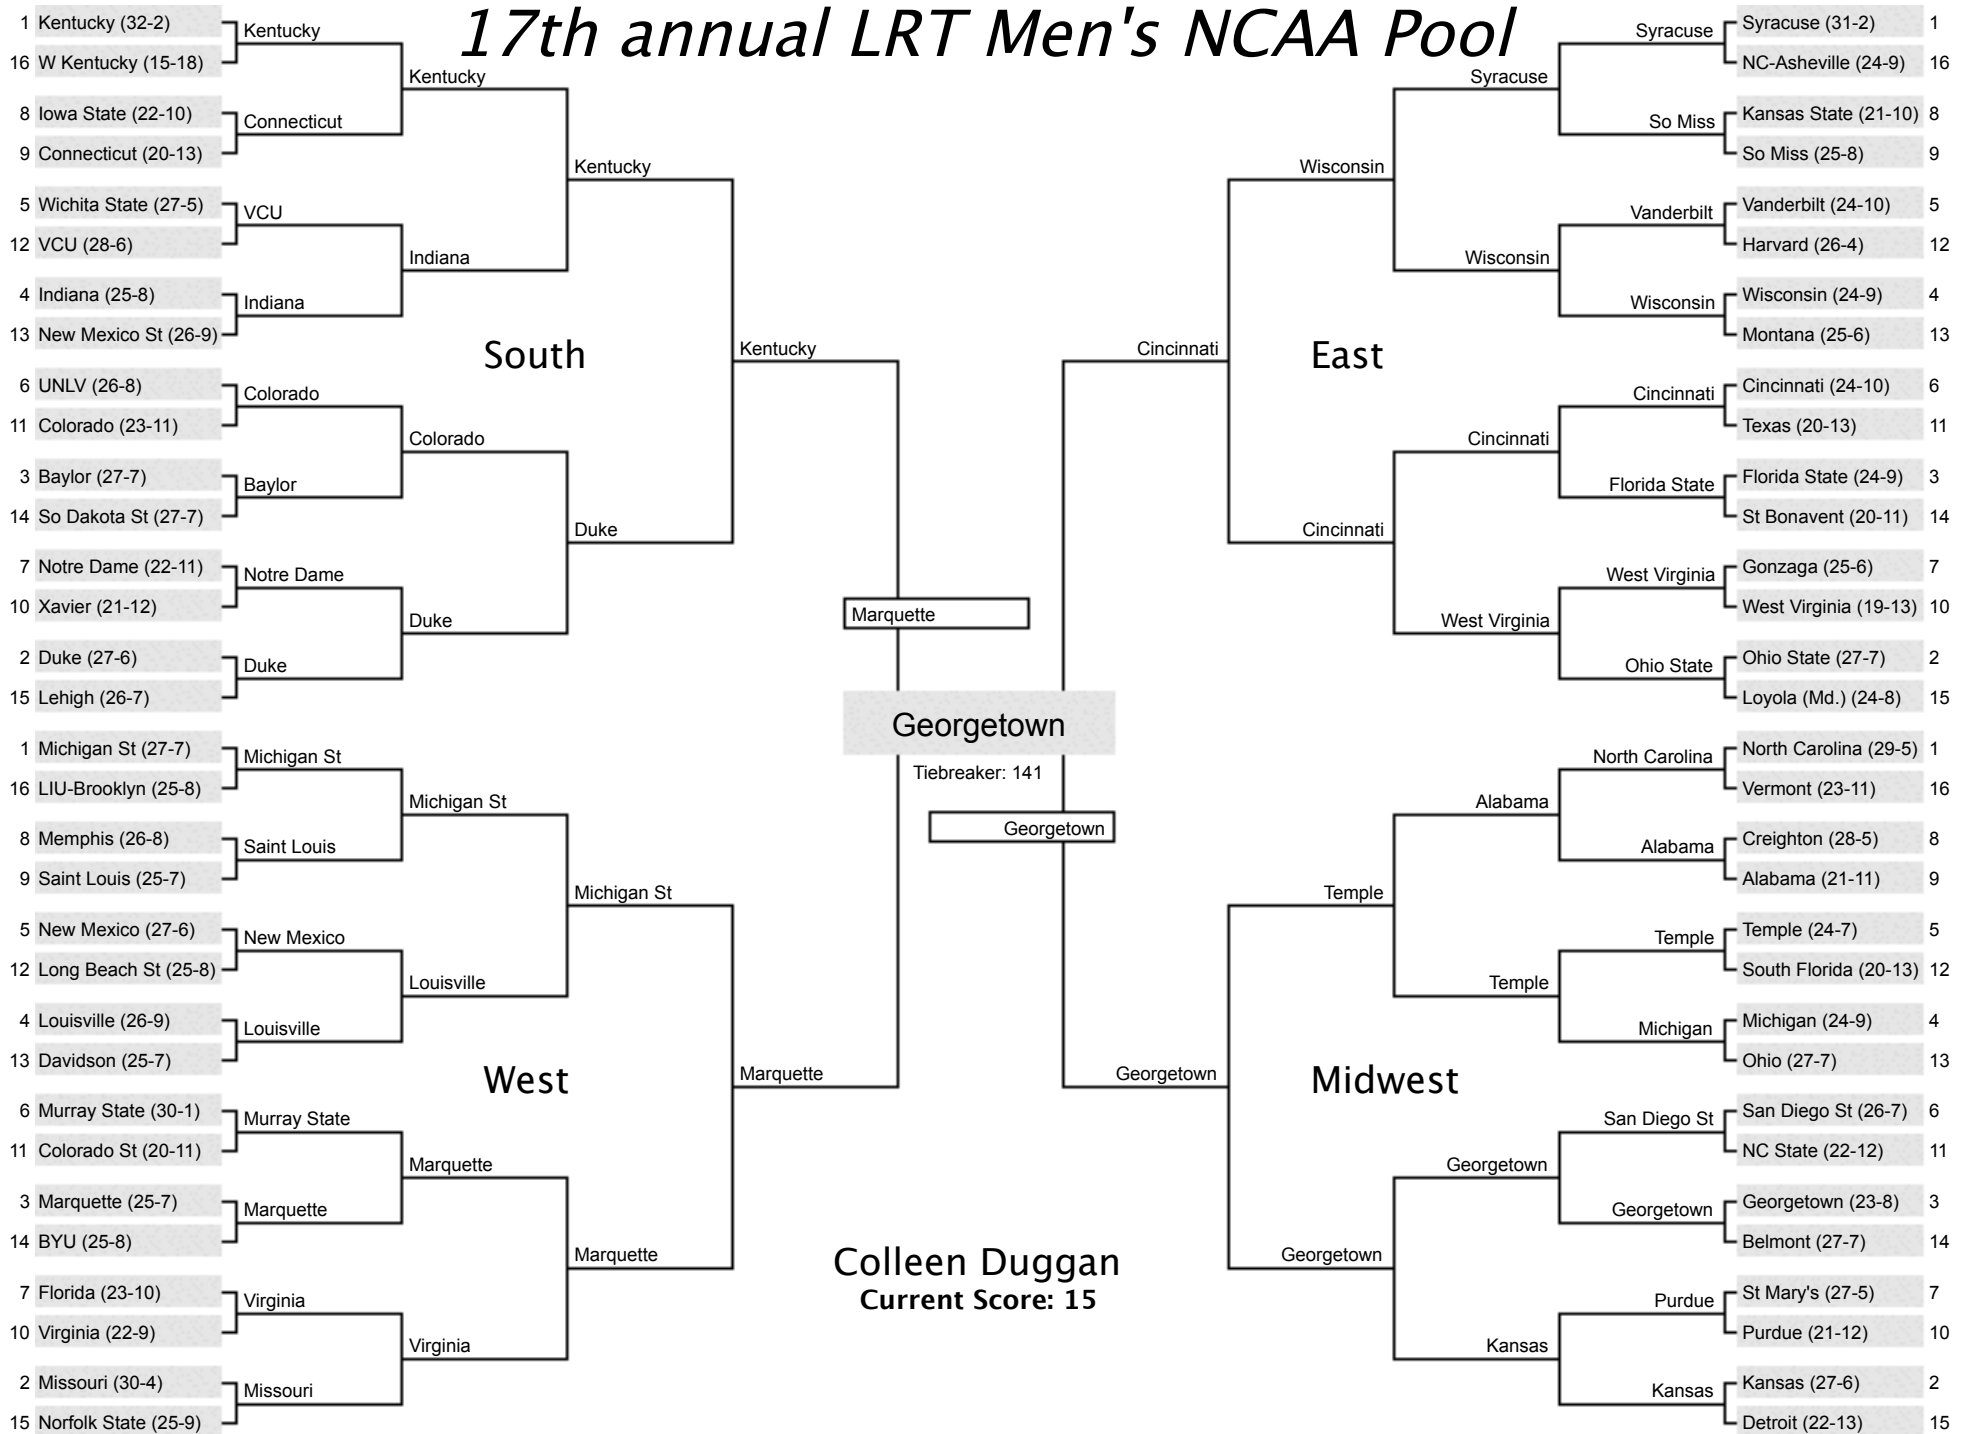 17th annual LRT Men's NCAA Pool
1 Kentucky (32-2)
16 W Kentucky (15-18)
8 Iowa State (22-10)
9 Connecticut (20-13)
5 Wichita State (27-5)
12 VCU (28-6)
4 Indiana (25-8)
13 New Mexico St (26-9)
6 UNLV (26-8)
11 Colorado (23-11)
3 Baylor (27-7)
14 So Dakota St (27-7)
7 Notre Dame (22-11)
10 Xavier (21-12)
2 Duke (27-6)
15 Lehigh (26-7)
Kentucky
Connecticut
VCU
Indiana
Colorado
Baylor
Notre Dame
Duke
Kentucky
Indiana
Colorado
Duke
Kentucky
Duke
South
Kentucky
1 Michigan St (27-7)
16 LIU-Brooklyn (25-8)
8 Memphis (26-8)
9 Saint Louis (25-7)
5 New Mexico (27-6)
12 Long Beach St (25-8)
4 Louisville (26-9)
13 Davidson (25-7)
6 Murray State (30-1)
11 Colorado St (20-11)
3 Marquette (25-7)
14 BYU (25-8)
7 Florida (23-10)
10 Virginia (22-9)
2 Missouri (30-4)
15 Norfolk State (25-9)
Michigan St
Saint Louis
New Mexico
Louisville
Murray State
Marquette
Virginia
Missouri
Michigan St
Louisville
Marquette
Virginia
Michigan St
Marquette
West
Marquette
Marquette
Georgetown
Tiebreaker: 141
Georgetown
Colleen Duggan
Current Score: 15
Syracuse (31-2) 1
NC-Asheville (24-9) 16
Kansas State (21-10) 8
So Miss (25-8) 9
Vanderbilt (24-10) 5
Harvard (26-4) 12
Wisconsin (24-9) 4
Montana (25-6) 13
Cincinnati (24-10) 6
Texas (20-13) 11
Florida State (24-9) 3
St Bonavent (20-11) 14
Gonzaga (25-6) 7
West Virginia (19-13) 10
Ohio State (27-7) 2
Loyola (Md.) (24-8) 15
Syracuse
So Miss
Vanderbilt
Wisconsin
Cincinnati
Florida State
West Virginia
Ohio State
Syracuse
Wisconsin
Cincinnati
West Virginia
Wisconsin
Cincinnati
East
Cincinnati
North Carolina (29-5) 1
Vermont (23-11) 16
Creighton (28-5) 8
Alabama (21-11) 9
Temple (24-7) 5
South Florida (20-13) 12
Michigan (24-9) 4
Ohio (27-7) 13
San Diego St (26-7) 6
NC State (22-12) 11
Georgetown (23-8) 3
Belmont (27-7) 14
St Mary's (27-5) 7
Purdue (21-12) 10
Kansas (27-6) 2
Detroit (22-13) 15
North Carolina
Alabama
Temple
Michigan
San Diego St
Georgetown
Purdue
Kansas
Alabama
Temple
Georgetown
Kansas
Temple
Georgetown
Midwest
Georgetown